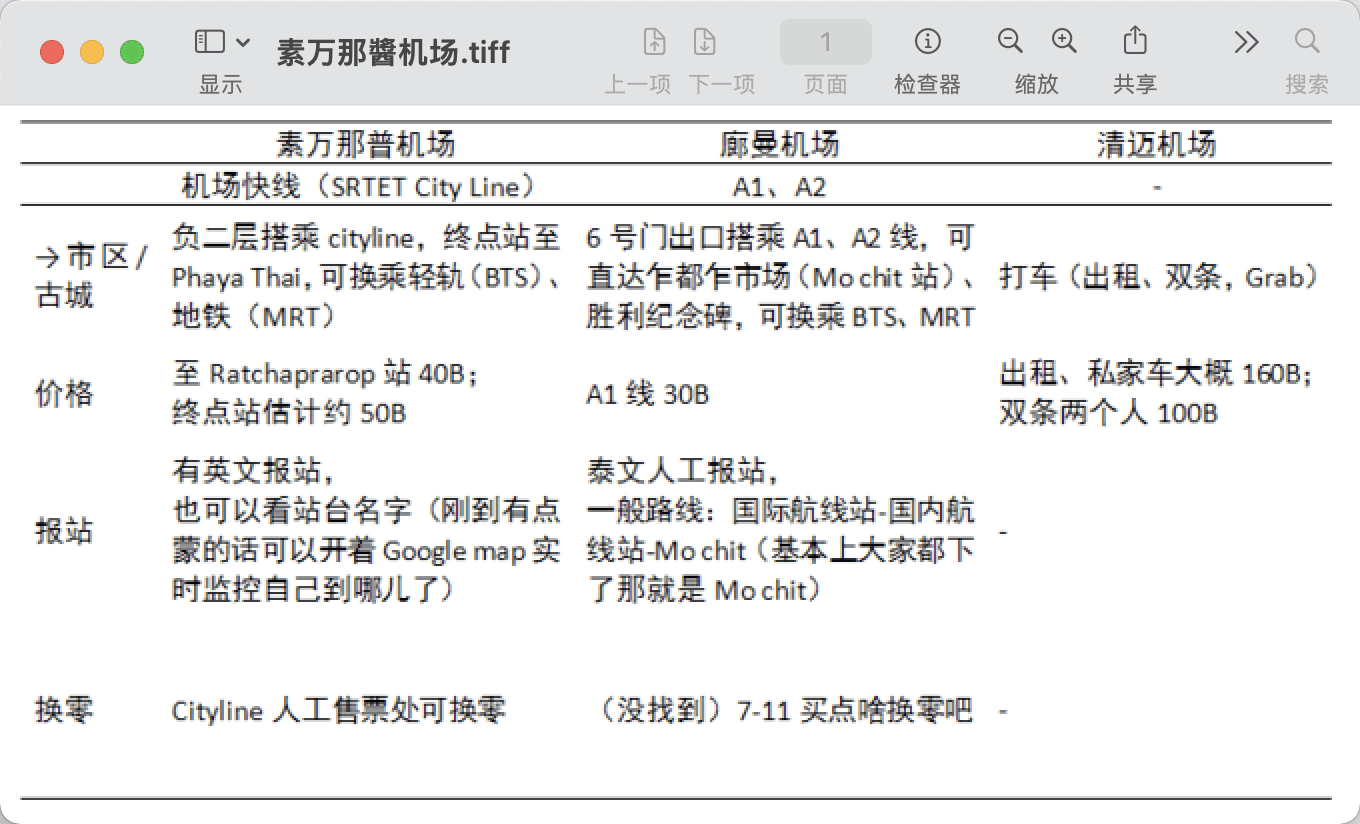 素万那醬机场.tiff
显示
上一项 下一项
1
页面
检查器
缩放
共享
搜索
素万那普机场 廊曼机场 清迈机场
机场快线（SRTET City Line） A1、A2 -
→市区/
古城
负二层搭乘 cityline，终点站至
Phaya Thai，可换乘轻轨（BTS）、
地铁（MRT）
6 号门出口搭乘 A1、A2 线，可
直达乍都乍市场（Mo chit 站）、
胜利纪念碑，可换乘 BTS、MRT
打车（出租、双条，Grab）
价格
至 Ratchaprarop 站 40B；
终点站估计约 50B
A1 线 30B
出租、私家车大概 160B；
双条两个人 100B
报站
有英文报站，
也可以看站台名字（刚到有点
蒙的话可以开着 Google map 实
时监控自己到哪儿了）
泰文人工报站，
一般路线：国际航线站-国内航
线站-Mo chit（基本上大家都下
了那就是 Mo chit）
-
换零
Cityline 人工售票处可换零
（没找到）7-11 买点啥换零吧
-